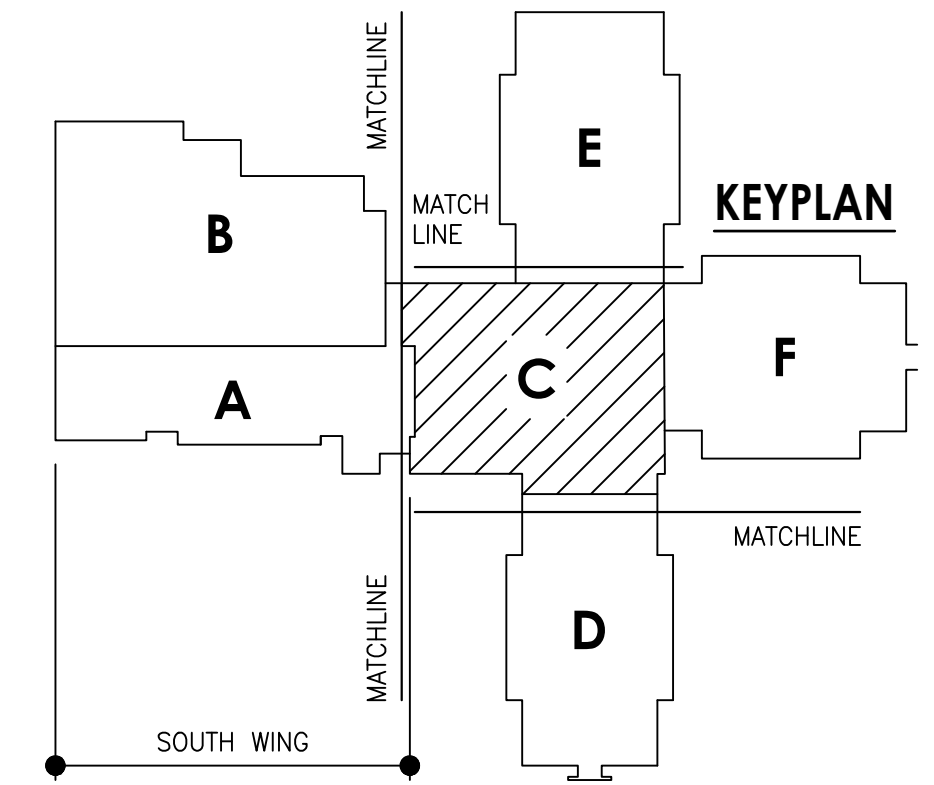 MATCHLINE
E
KEYPLAN
MATCH
LINE
B
C
F
A
MATCHLINE
MATCHLINE
D
SOUTH WING